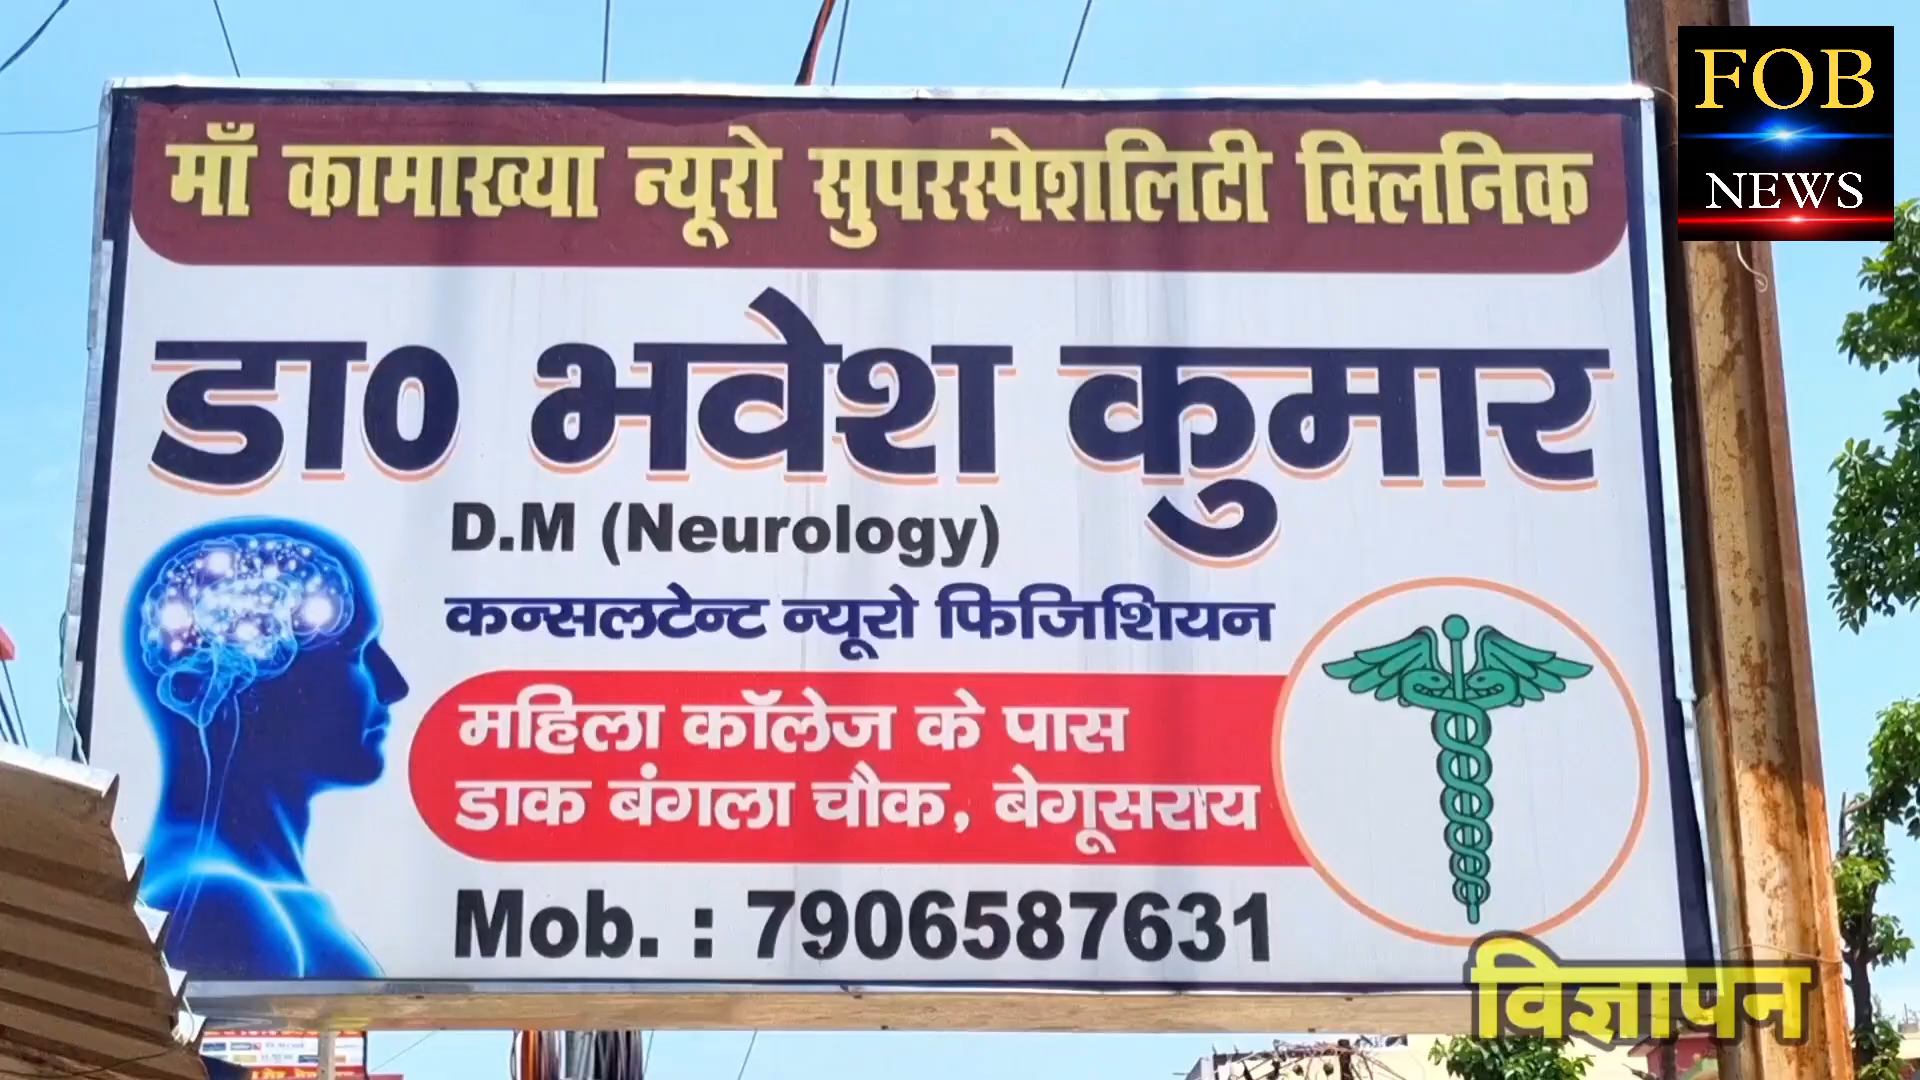 FOB
NEWS
माँ कामाख्या न्यूरो सुपरस्पेशलिटी क्लिनिक
डा० भवेश कुमार
D.M (Neurology)
कन्सलटेन्ट न्यूरो फिजिशियन
महिला कॉलेज के पास
डाक बंगला चौक, बेगूसराय
Mob. : 7906587631
विज्ञापन